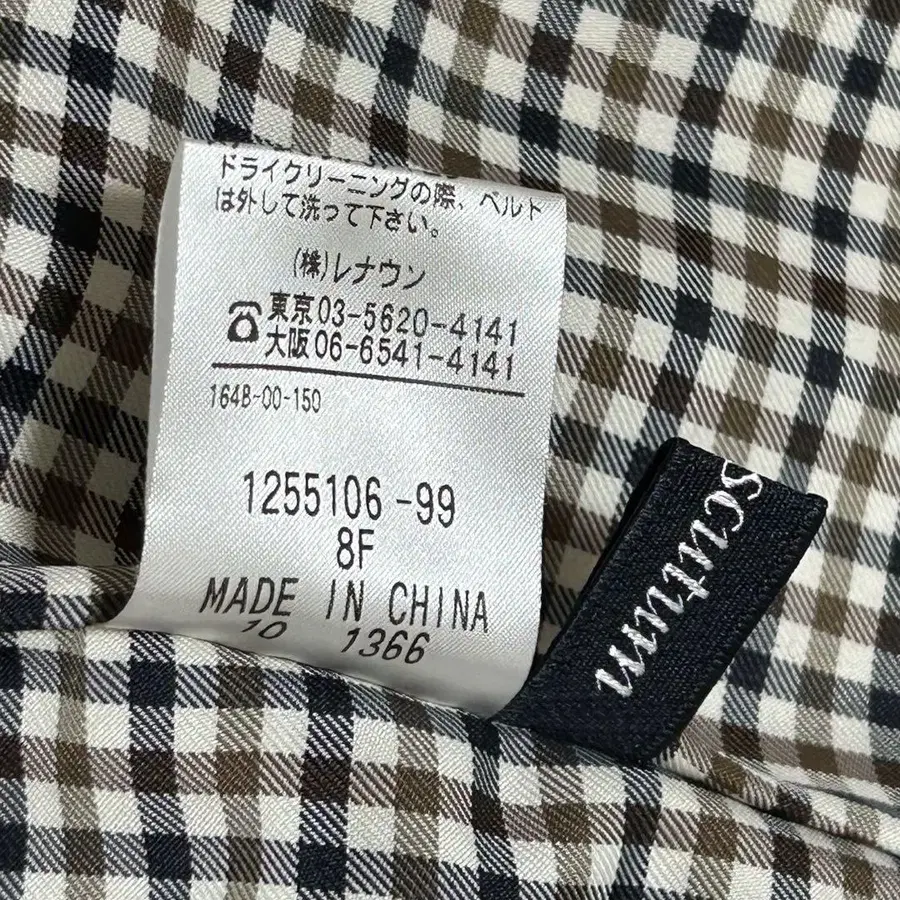 ドライクリーニングの際、ベルト
は外して洗って下さい。
(株)レナウン
☎東京03-5620-4141
大阪06-6541-4141
164B-00-150
1255106-99
8F
MADE IN CHINA
10 1366
scutum